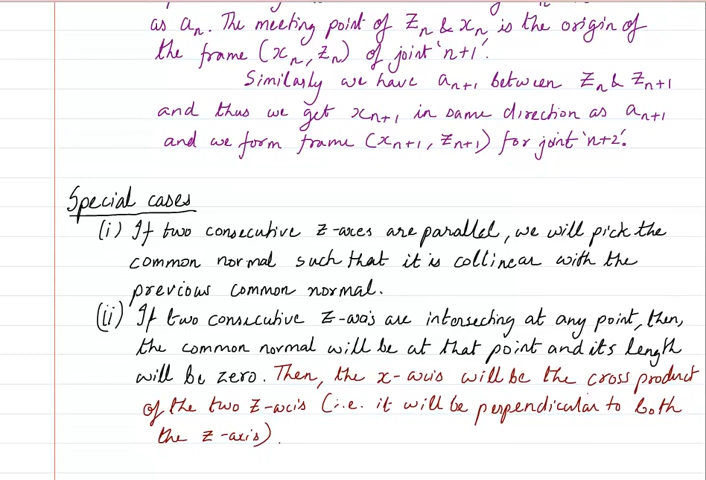 as an. The meeting point of Zn & xn is the origin of
the frame (xn, zn) of joint 'n+1'.
Similarly we have an+1 between Zn & Zn+1
and thus we get xn+1 in same direction as an+1
and we form frame (xn+1, zn+1) for joint 'n+2'.
Special cases
(i) If two consecutive z-axes are parallel, we will pick the
common normal such that it is collinear with the
previous common normal.
(ii) If two consecutive z-axis are intersecting at any point, then,
the common normal will be at that point and its length
will be zero. Then, the x-axis will be the cross product
of the two z-axis (i.e. it will be perpendicular to both
the z-axis).